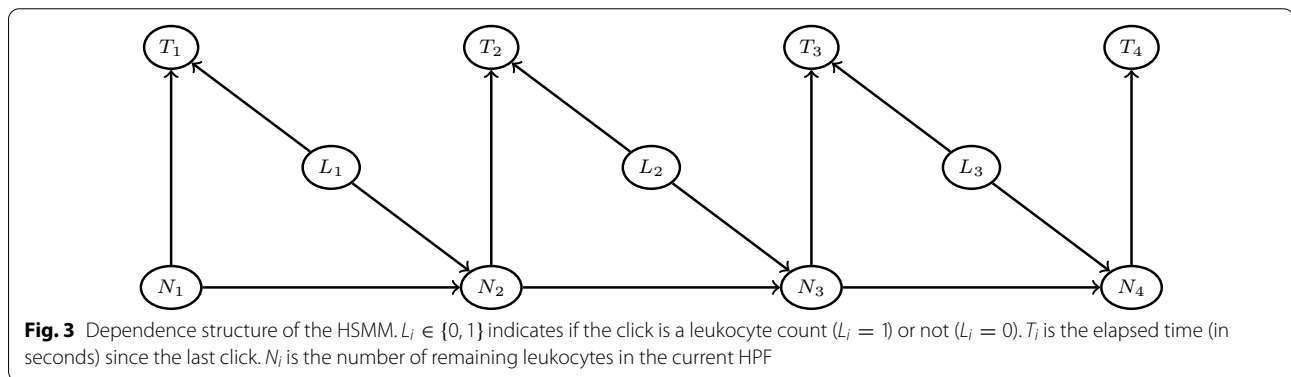 T₁ T₂ T₃ T₄
L₁ L₂ L₃
N₁ N₂ N₃ N₄
Fig. 3 Dependence structure of the HSMM. Lᵢ ∈ {0, 1} indicates if the click is a leukocyte count (Lᵢ = 1) or not (Lᵢ = 0). Tᵢ is the elapsed time (in
seconds) since the last click. Nᵢ is the number of remaining leukocytes in the current HPF